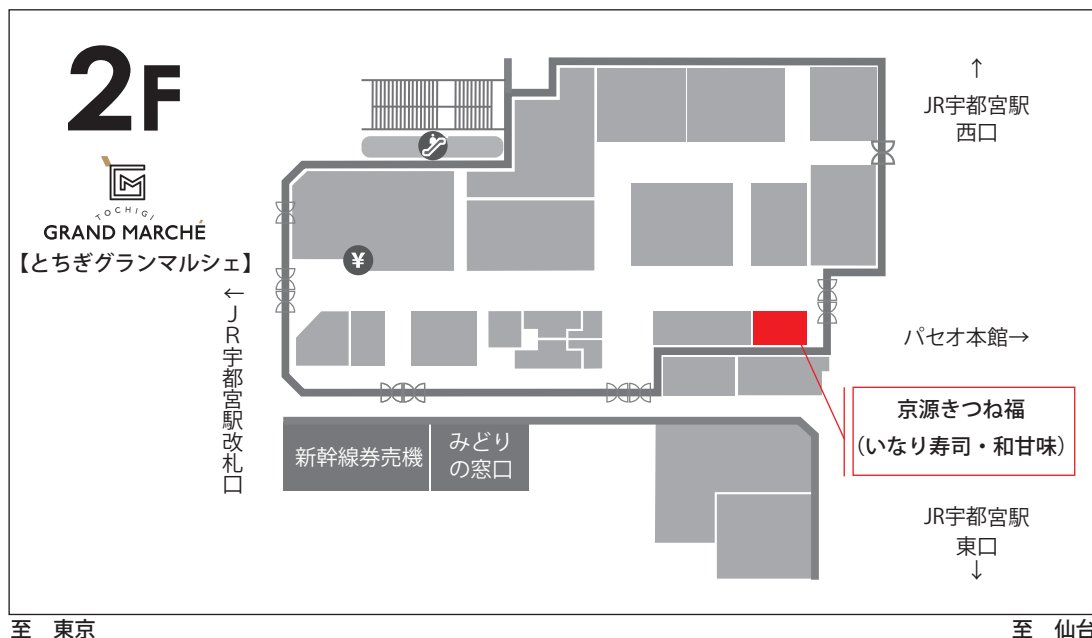 2F
TOCHIGI
GRAND MARCHÉ
【とちぎグランマルシェ】
←JR宇都宮駅改札口
¥
↑
JR宇都宮駅
西口
パセオ本館→
京源きつね福
（いなり寿司・和甘味）
新幹線券売機
みどり
の窓口
JR宇都宮駅
東口
↓
至　東京
至　仙台